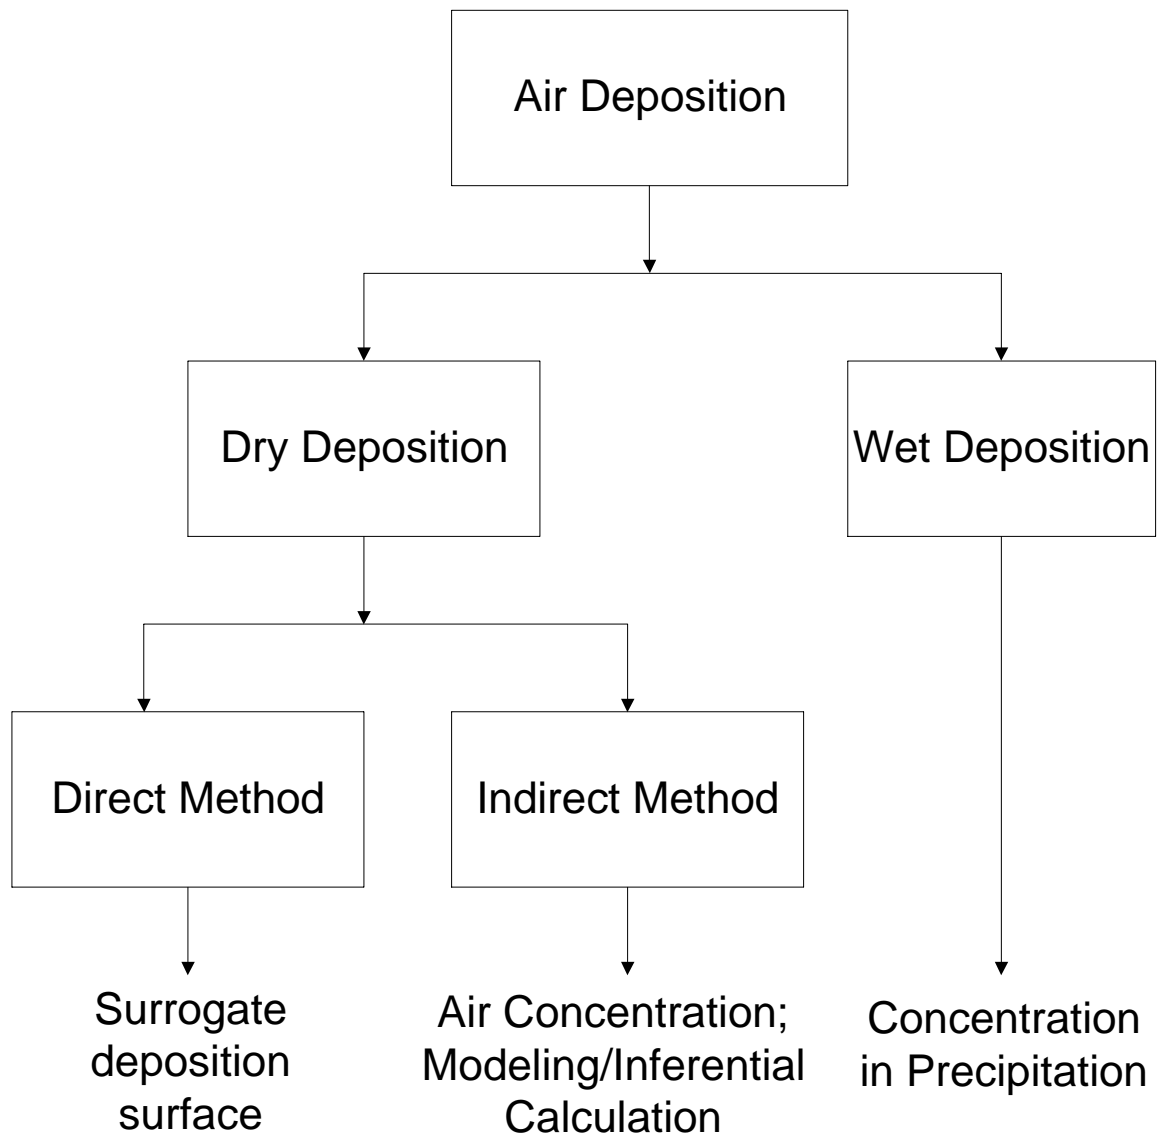 Air Deposition
Dry Deposition
Wet Deposition
Direct Method
Indirect Method
Surrogate
deposition
surface
Air Concentration;
Modeling/Inferential
Calculation
Concentration
in Precipitation